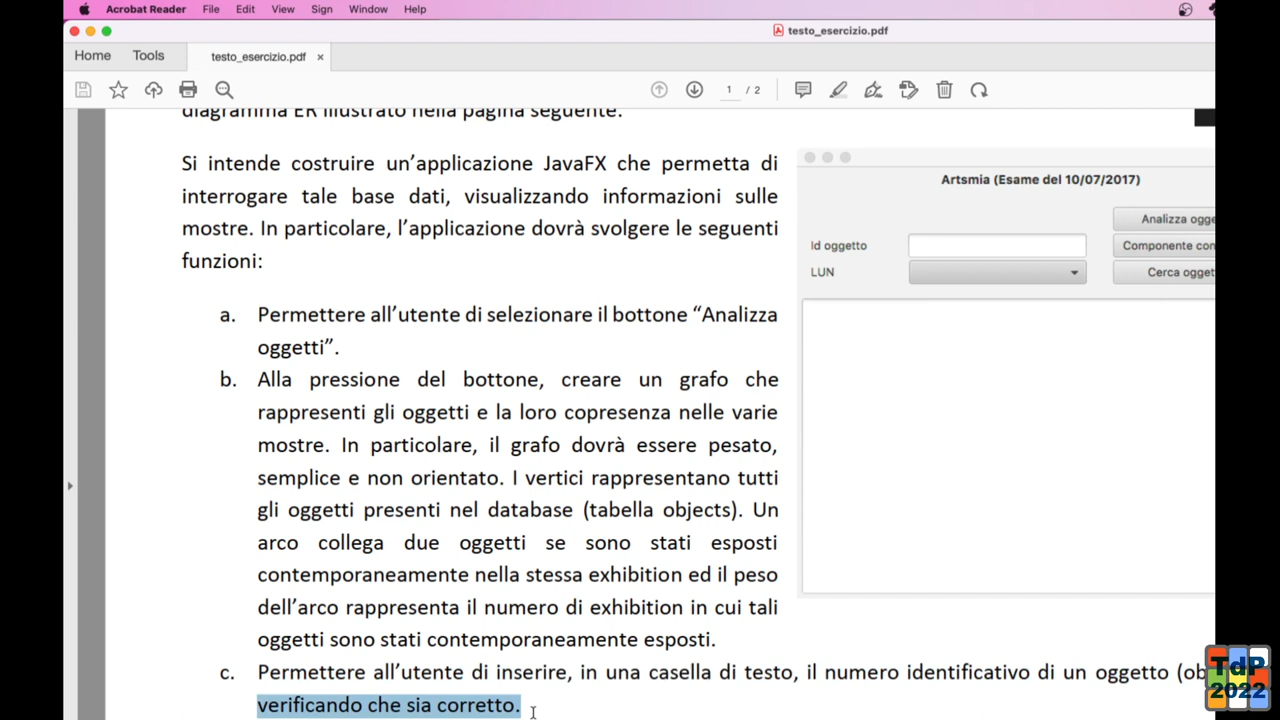 Acrobat Reader File Edit View Sign Window Help
testo_esercizio.pdf
Home Tools testo_esercizio.pdf ×
1 / 2
diagramma ER illustrato nella pagina seguente.
Si intende costruire un'applicazione JavaFX che permetta di
interrogare tale base dati, visualizzando informazioni sulle
mostre. In particolare, l'applicazione dovrà svolgere le seguenti
funzioni:
a. Permettere all'utente di selezionare il bottone “Analizza
oggetti”.
b. Alla pressione del bottone, creare un grafo che
rappresenti gli oggetti e la loro copresenza nelle varie
mostre. In particolare, il grafo dovrà essere pesato,
semplice e non orientato. I vertici rappresentano tutti
gli oggetti presenti nel database (tabella objects). Un
arco collega due oggetti se sono stati esposti
contemporaneamente nella stessa exhibition ed il peso
dell'arco rappresenta il numero di exhibition in cui tali
oggetti sono stati contemporaneamente esposti.
c. Permettere all'utente di inserire, in una casella di testo, il numero identificativo di un oggetto (ob
verificando che sia corretto.
Artsmia (Esame del 10/07/2017)
Analizza ogge
Id oggetto
Componente con
LUN
Cerca ogget
TdP
2022